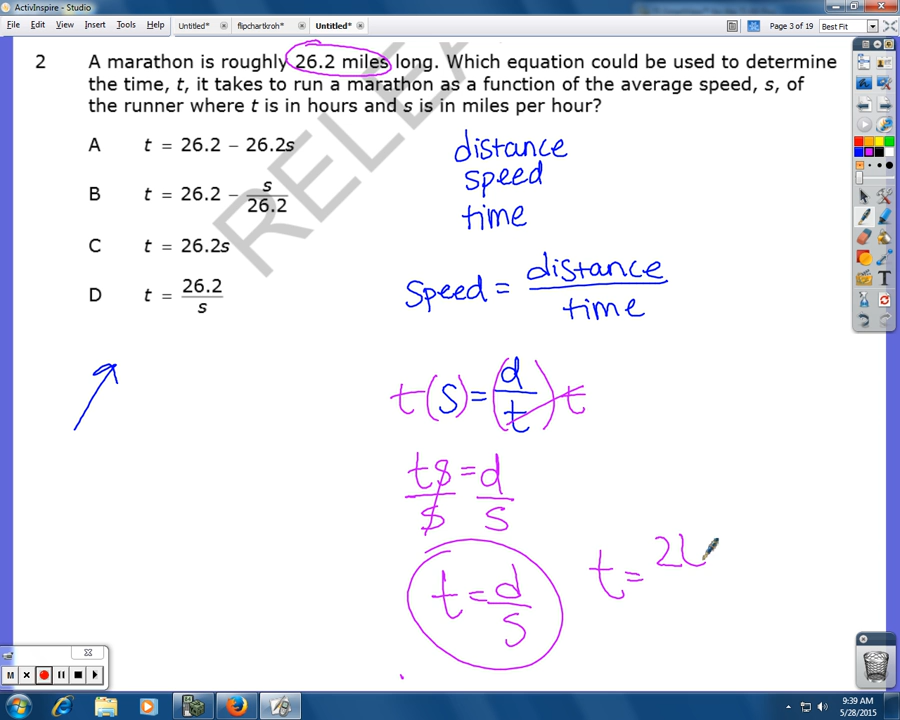 ActivInspire - Studio
File Edit View Tools Insert Help Untitled* flipchartkroh* Untitled* Page 3 of 19 Best Fit
2 A marathon is roughly 26.2 miles long. Which equation could be used to determine
the time, t, it takes to run a marathon as a function of the average speed, s, of
the runner where t is in hours and s is in miles per hour?
A t = 26.2 − 26.2s
B t = 26.2 − s/26.2
C t = 26.2s
D t = 26.2/s
RELEA
distance
speed
time
speed = distance/time
t(s) = (d/t)t
ts/s = d/s
t = d/s
t = 2
M
9:39 AM
5/28/2015